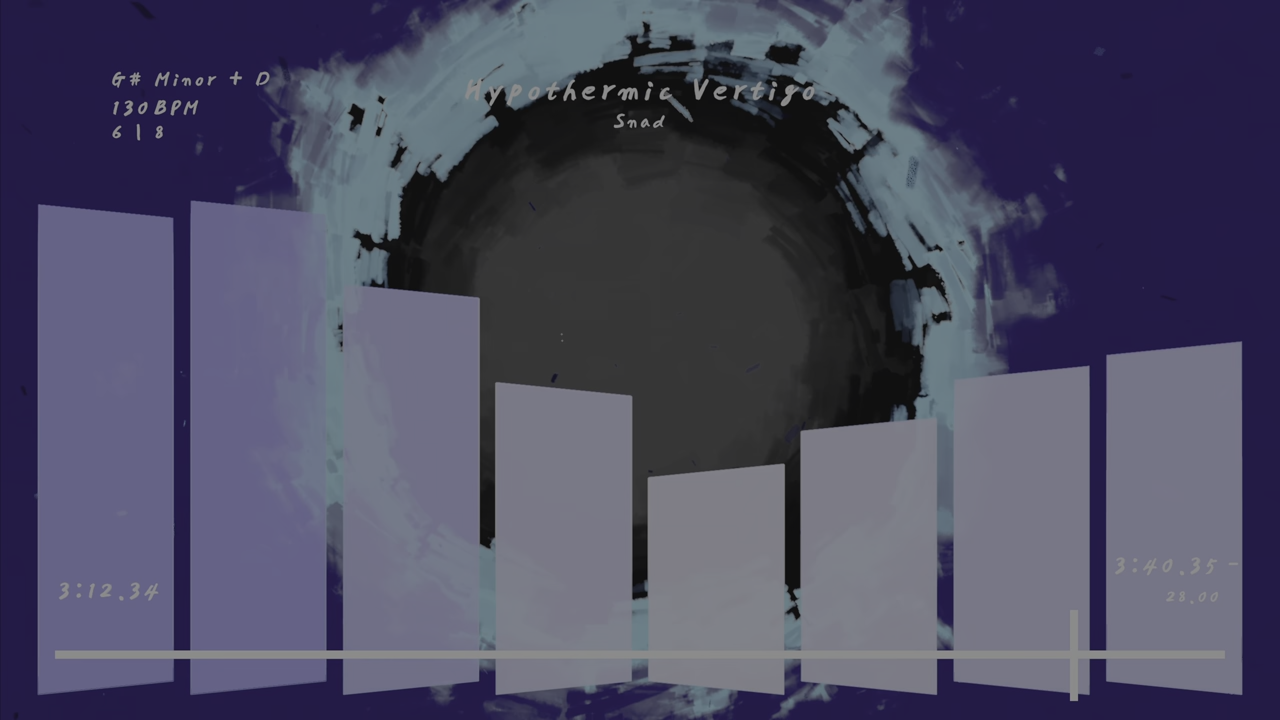 G# Minor + D
130BPM
6 | 8
Hypothermic Vertigo
Snad
3:12.34
3:40.35 -
28.00